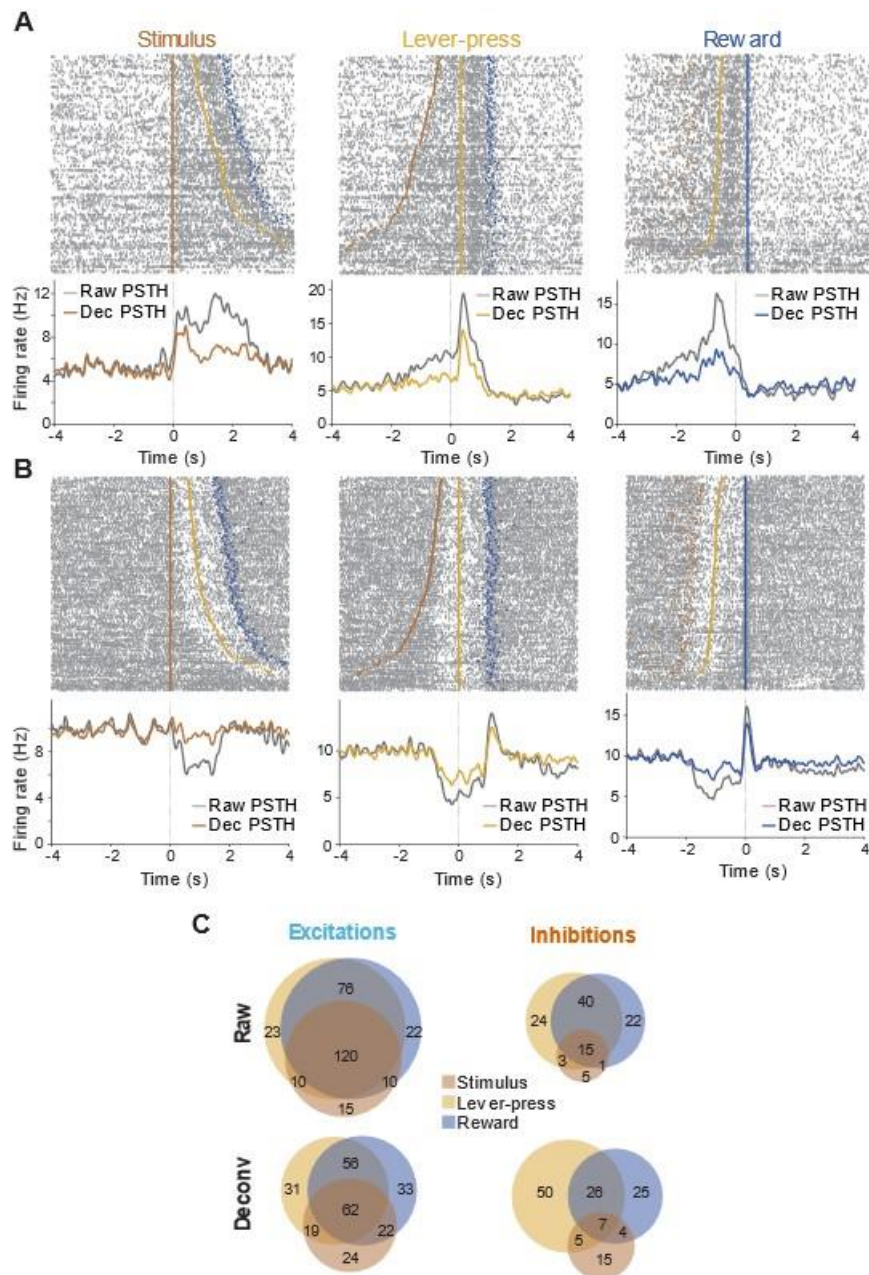 A
Stimulus
Lever-press
Reward
Firing rate (Hz)
12
8
4
0
Raw PSTH
Dec PSTH
-4 -2 0 2 4
Time (s)
20
15
10
5
0
Raw PSTH
Dec PSTH
-4 -2 0 2 4
Time (s)
15
10
5
0
Raw PSTH
Dec PSTH
-4 -2 0 2 4
Time (s)
B
Firing rate (Hz)
8
4
0
Raw PSTH
Dec PSTH
-4 -2 0 2 4
Time (s)
10
5
0
Raw PSTH
Dec PSTH
-4 -2 0 2 4
Time (s)
15
10
5
0
Raw PSTH
Dec PSTH
-4 -2 0 2 4
Time (s)
C
Excitations
Inhibitions
Raw
76
23 22
120
10 10
15
40
24 22
15
3 1
5
Stimulus
Lever-press
Reward
Deconv
56
31 33
62
19 22
24
50 26 25
7
5 4
15